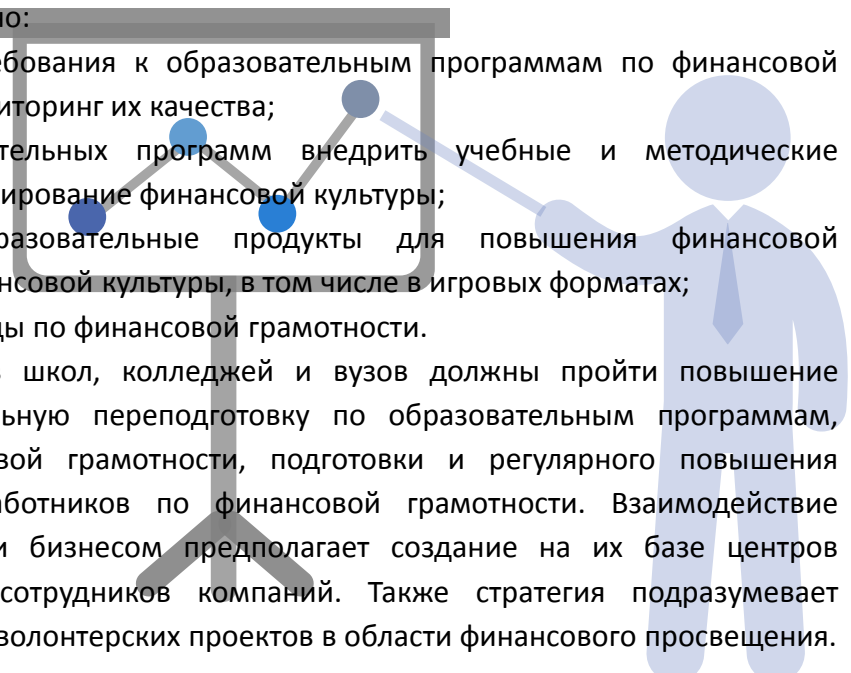 но:
ебования к образовательным программам по финансовой
иторинг их качества;
тельных программ внедрить учебные и методические
ирование финансовой культуры;
разовательные продукты для повышения финансовой
нсовой культуры, в том числе в игровых форматах;
ды по финансовой грамотности.
ь школ, колледжей и вузов должны пройти повышение
льную переподготовку по образовательным программам,
вой грамотности, подготовки и регулярного повышения
аботников по финансовой грамотности. Взаимодействие
и бизнесом предполагает создание на их базе центров
сотрудников компаний. Также стратегия подразумевает
волонтерских проектов в области финансового просвещения.